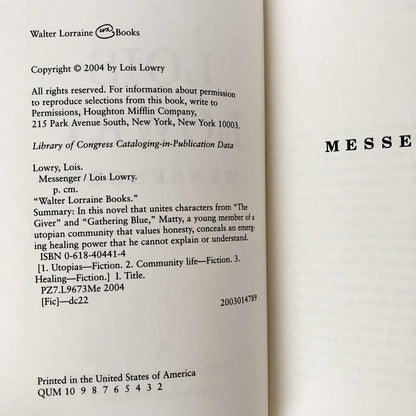 Walter Lorraine Books
Copyright © 2004 by Lois Lowry
All rights reserved. For information about permission
to reproduce selections from this book, write to
Permissions, Houghton Mifflin Company,
215 Park Avenue South, New York, New York 10003.
Library of Congress Cataloging-in-Publication Data
Lowry, Lois.
Messenger / Lois Lowry.
p. cm.
"Walter Lorraine Books."
Summary: In this novel that unites characters from "The
Giver" and "Gathering Blue," Matty, a young member of a
utopian community that values honesty, conceals an emerg-
ing healing power that he cannot explain or understand.
ISBN 0-618-40441-4
[1. Utopias—Fiction. 2. Community life—Fiction. 3.
Healing—Fiction.] I. Title.
PZ7.L9673Me 2004
[Fic]—dc22
2003014789
Printed in the United States of America
QUM 10 9 8 7 6 5 4 3 2
MESSE